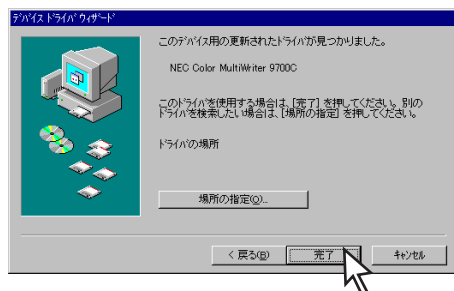 デバイス ドライバ ウィザード
このデバイス用の更新されたドライバが見つかりました。
NEC Color MultiWriter 9700C
このドライバを使用する場合は、[完了] を押してください。別の
ドライバを検索したい場合は、[場所の指定] を押してください。
ドライバの場所
場所の指定(O)...
< 戻る(B)
完了
キャンセル